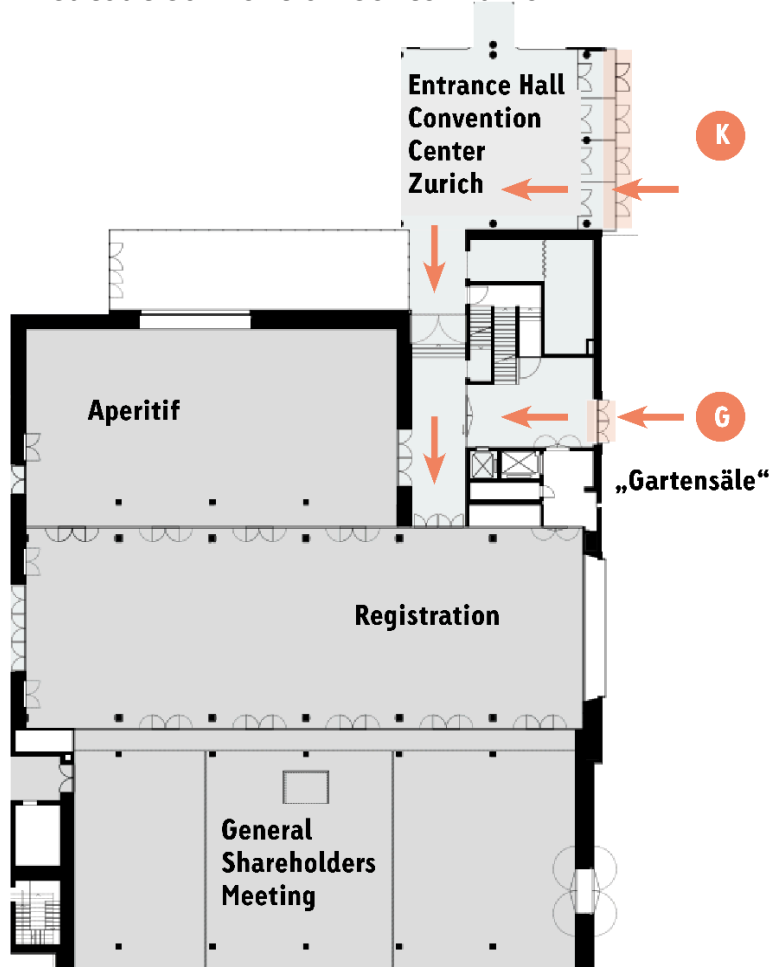 Entrance Hall
Convention
Center
Zurich
K
Aperitif
G
„Gartensäle“
Registration
General
Shareholders
Meeting